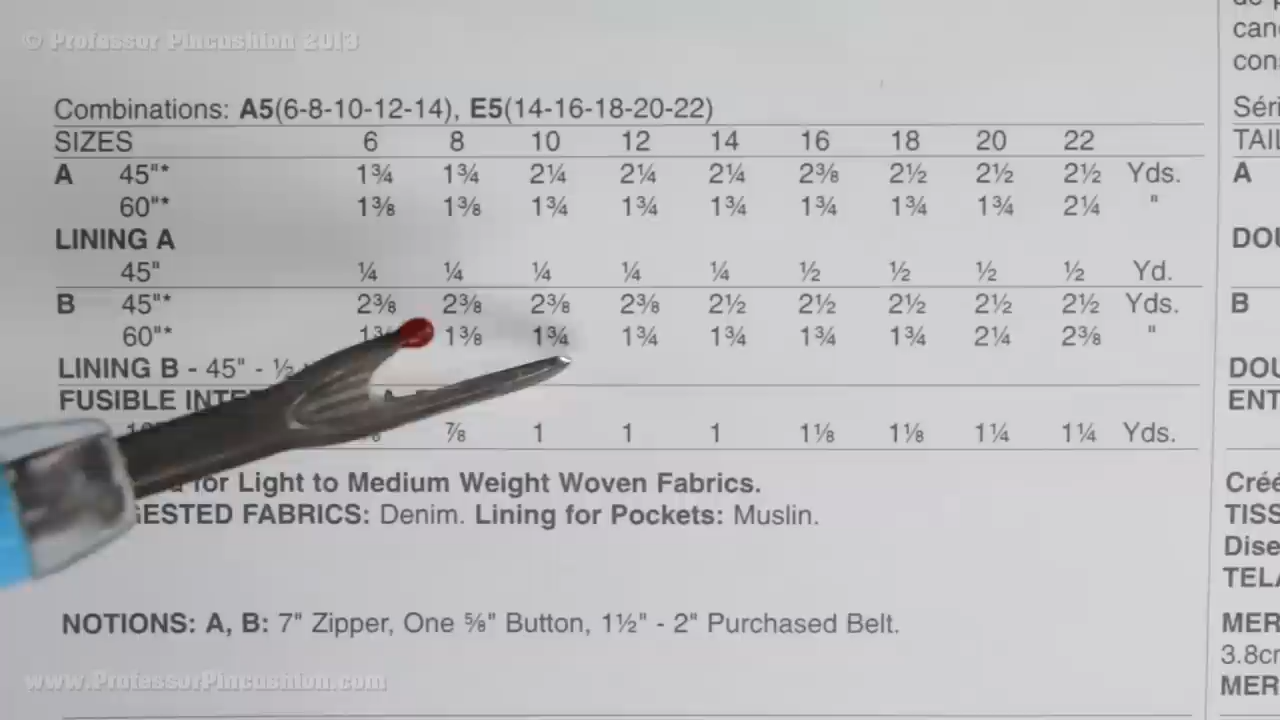 © Professor Pincushion 2013
de p
cand
cons
Combinations: A5(6-8-10-12-14), E5(14-16-18-20-22)
Séri
SIZES 6 8 10 12 14 16 18 20 22
TAIL
A 45"* 1¾ 1¾ 2¼ 2¼ 2¼ 2⅜ 2½ 2½ 2½ Yds.
A
60"* 1⅜ 1⅜ 1¾ 1¾ 1¾ 1¾ 1¾ 1¾ 2¼ "
LINING A
DOU
45" ¼ ¼ ¼ ¼ ¼ ½ ½ ½ ½ Yd.
B 45"* 2⅜ 2⅜ 2⅜ 2⅜ 2½ 2½ 2½ 2½ 2½ Yds.
B
60"* 1⅜ 1¾ 1¾ 1¾ 1¾ 1¾ 2¼ 2⅜ "
LINING B - 45" - ½
DOU
FUSIBLE
ENT
⅞ 1 1 1 1⅛ 1⅛ 1¼ 1¼ Yds.
for Light to Medium Weight Woven Fabrics.
Créé
GESTED FABRICS: Denim. Lining for Pockets: Muslin.
TISS
Dise
TELA
NOTIONS: A, B: 7" Zipper, One ⅝" Button, 1½" - 2" Purchased Belt.
MER
3.8cm
www.ProfessorPincushion.com
MER